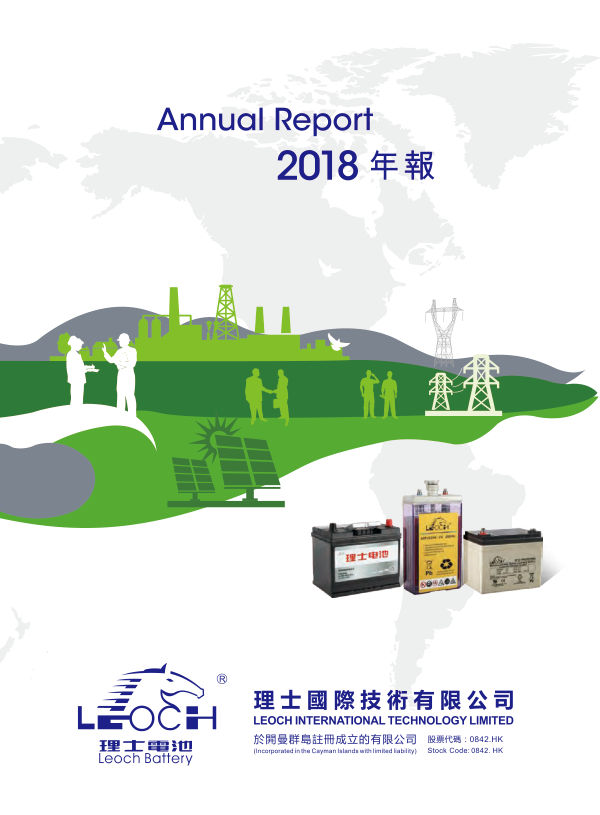 Annual Report
2018 年報
理士電池
LEOCH
Pb
®
LEOCH
理士電池
Leoch Battery
理士國際技術有限公司
LEOCH INTERNATIONAL TECHNOLOGY LIMITED
於開曼群島註冊成立的有限公司 股票代碼：0842.HK
(Incorporated in the Cayman Islands with limited liability) Stock Code: 0842. HK